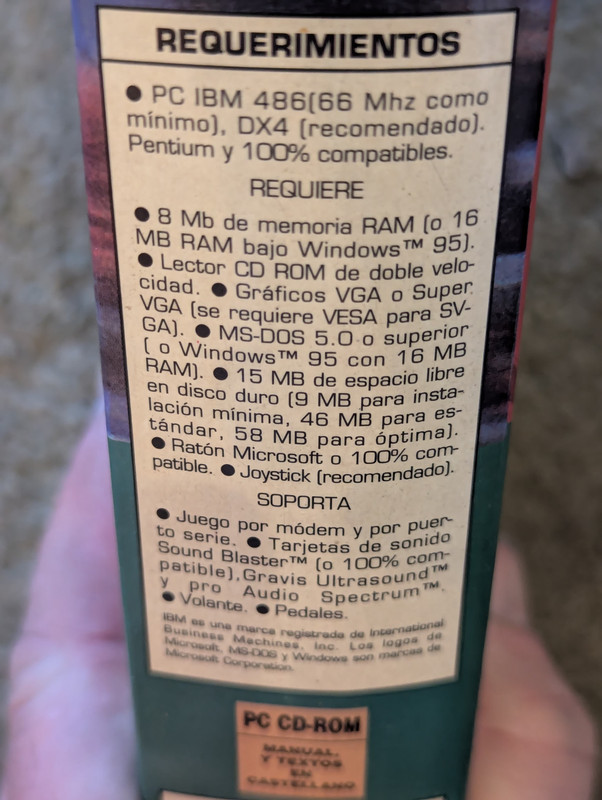 REQUERIMIENTOS
● PC IBM 486(66 Mhz como
mínimo), DX4 (recomendado).
Pentium y 100% compatibles.
REQUIERE
● 8 Mb de memoria RAM (o 16
MB RAM bajo Windows™ 95).
● Lector CD ROM de doble velo-
cidad. ● Gráficos VGA o Super
VGA (se requiere VESA para SV-
GA). ● MS-DOS 5.0 o superior
( o Windows™ 95 con 16 MB
RAM). ● 15 MB de espacio libre
en disco duro (9 MB para insta-
lación mínima, 46 MB para es-
tándar, 58 MB para óptima).
● Ratón Microsoft o 100% com-
patible. ● Joystick (recomendado).
SOPORTA
● Juego por módem y por puer-
to serie. ● Tarjetas de sonido
Sound Blaster™ (o 100% com-
patible),Gravis Ultrasound™
y pro Audio Spectrum™.
● Volante. ● Pedales.
IBM es una marca registrada de International
Business Machines, Inc. Los logos de
Microsoft, MS-DOS y Windows son marcas de
Microsoft Corporation.
PC CD-ROM
MANUAL
Y TEXTOS
EN
CASTELLANO